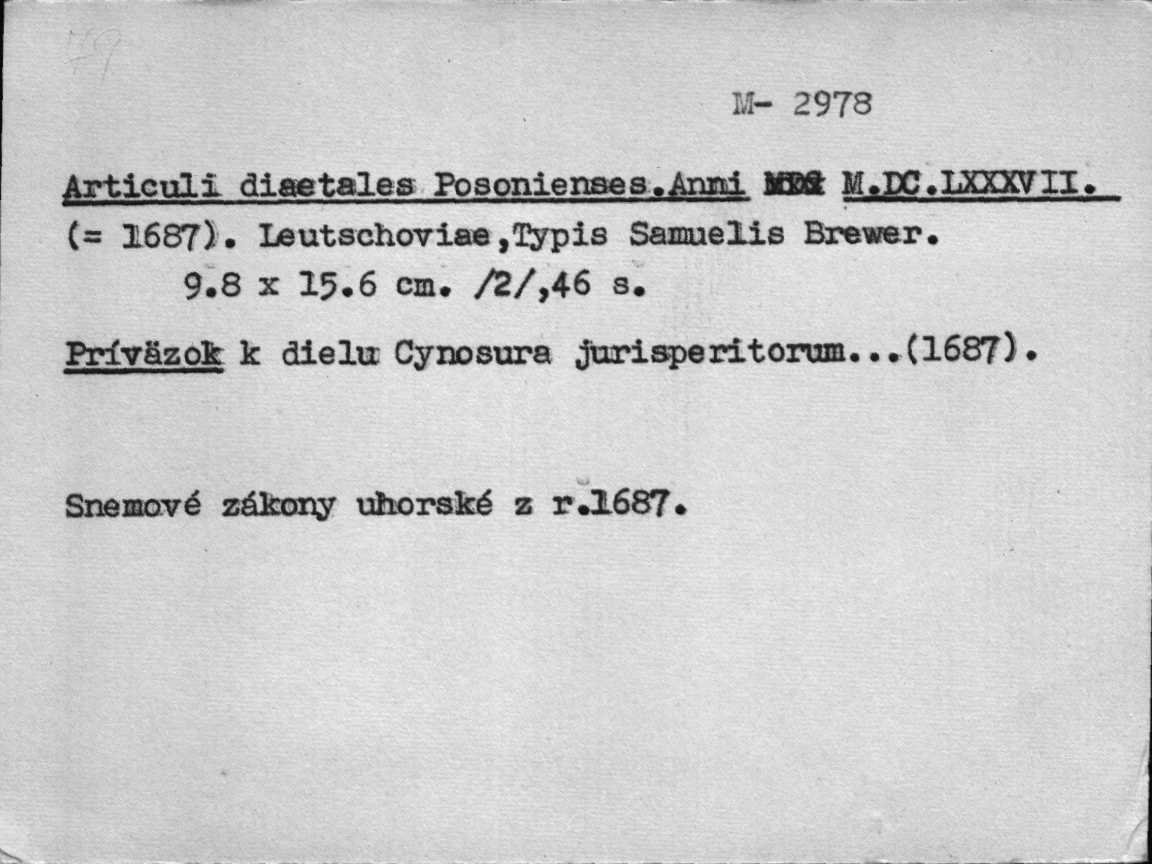 M- 2978
Articuli diaetales Posonienses.Anni M.DC.LXXXVII.
(= 1687). Leutschoviae,Typis Samuelis Brewer.
9.8 x 15.6 cm. /2/,46 s.
Príväzok k dielu Cynosura jurisperitorum...(1687).
Snemové zákony uhorské z r.1687.